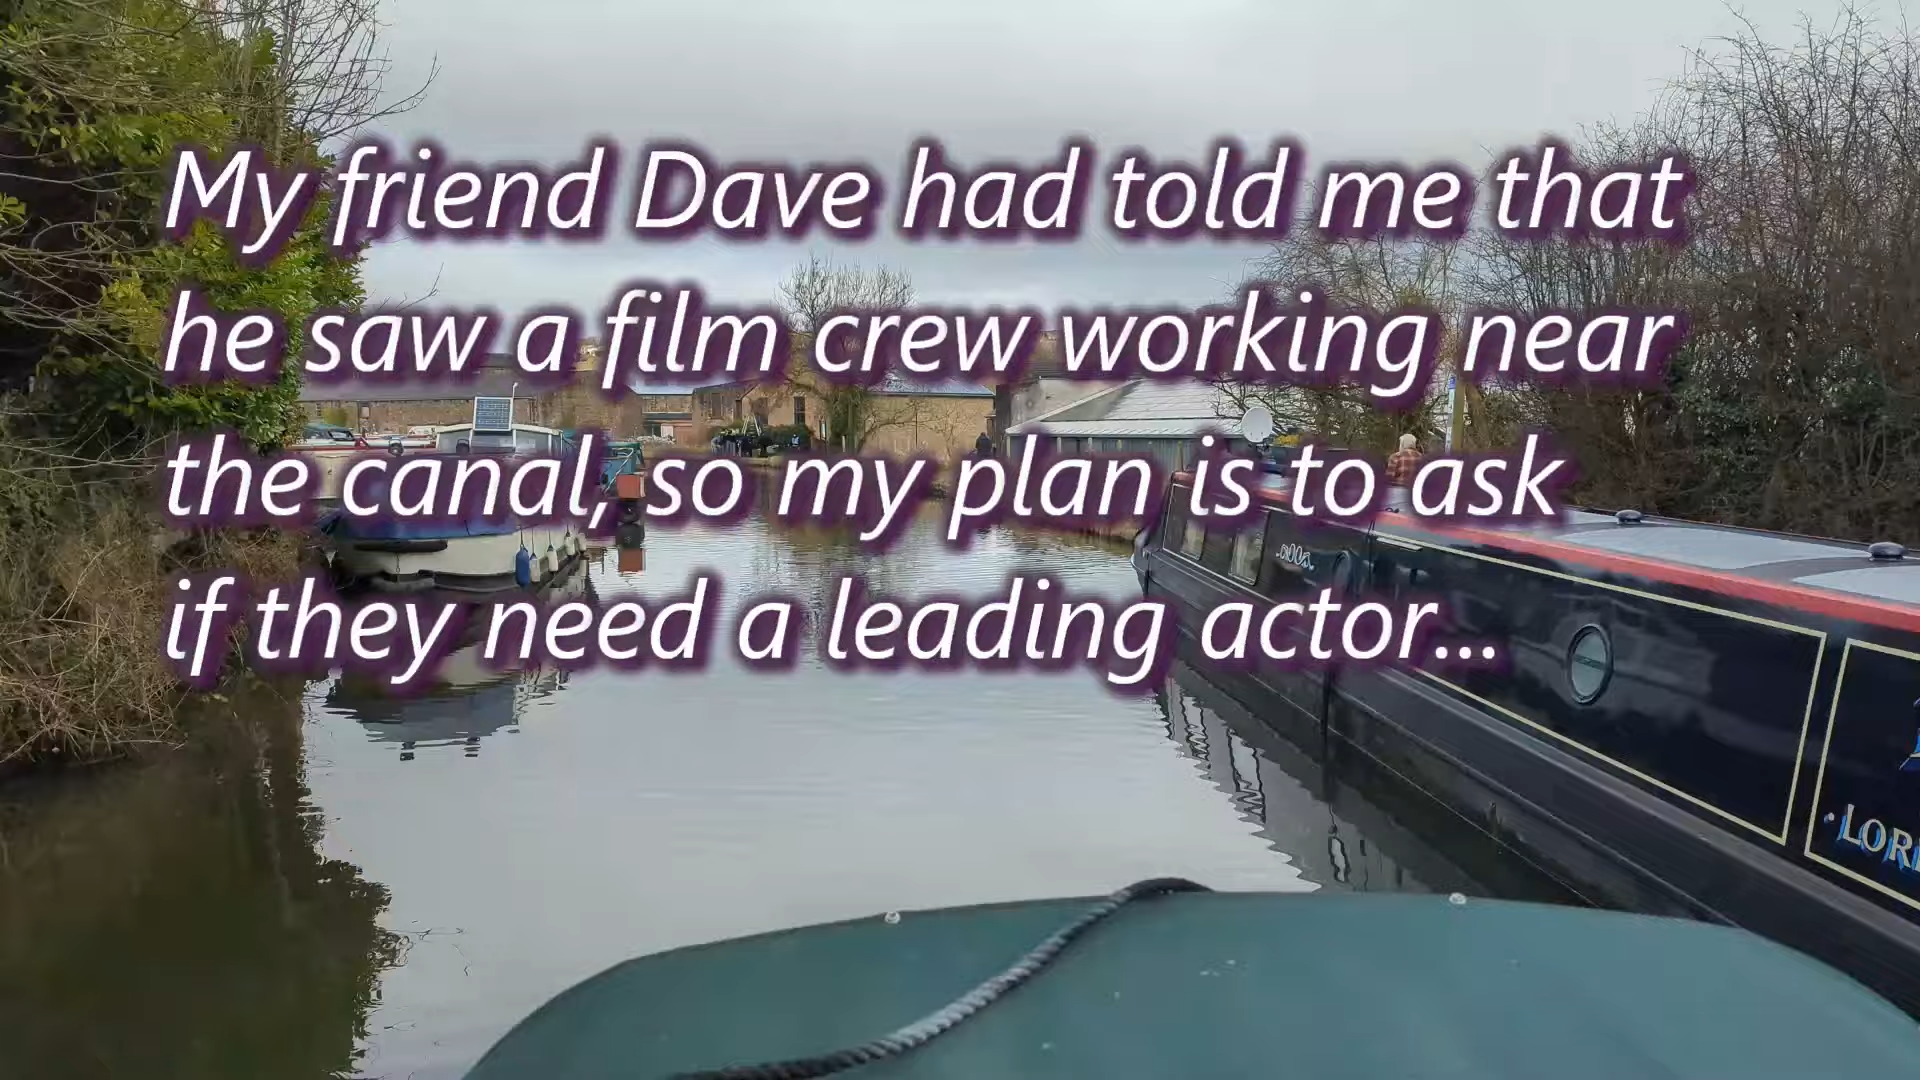 My friend Dave had told me that
he saw a film crew working near
the canal, so my plan is to ask
if they need a leading actor...